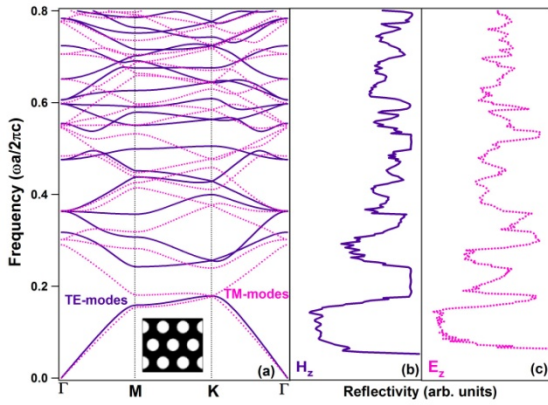 0.8
0.6
0.4
0.2
0.0
Frequency (ωa/2πc)
TE-modes
TM-modes
(a)
Γ
M
K
Γ
H_z
(b)
E_z
(c)
Reflectivity (arb. units)